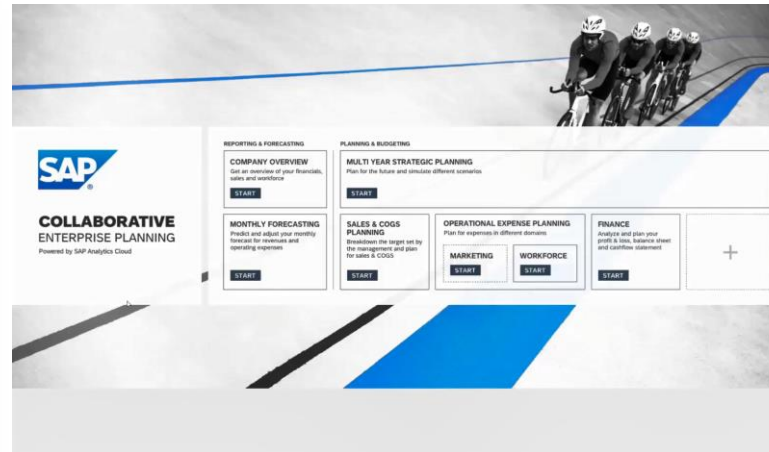 SAP
®
COLLABORATIVE
ENTERPRISE PLANNING
Powered by SAP Analytics Cloud
REPORTING & FORECASTING
COMPANY OVERVIEW
Get an overview of your financials,
sales and workforce
START
MONTHLY FORECASTING
Predict and adjust your monthly
forecast for revenues and
operating expenses
START
PLANNING & BUDGETING
MULTI YEAR STRATEGIC PLANNING
Plan for the future and simulate different scenarios
START
SALES & COGS
PLANNING
Breakdown the target set by
the management and plan
for sales & COGS
START
OPERATIONAL EXPENSE PLANNING
Plan for expenses in different domains
MARKETING
START
WORKFORCE
START
FINANCE
Analyze and plan your
profit & loss, balance sheet
and cashflow statement
START
+